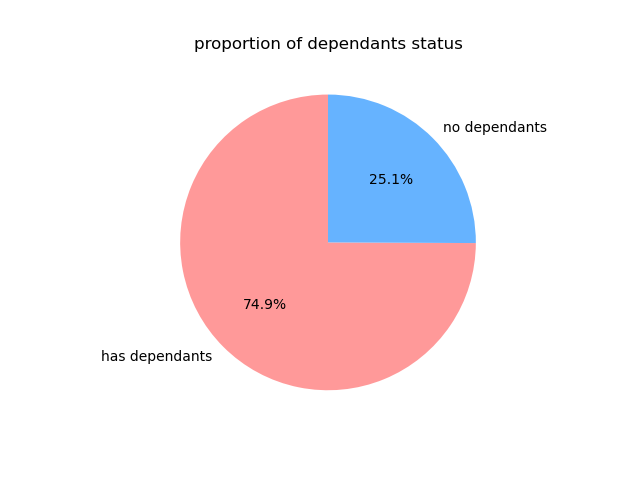 proportion of dependants status
no dependants
25.1%
74.9%
has dependants